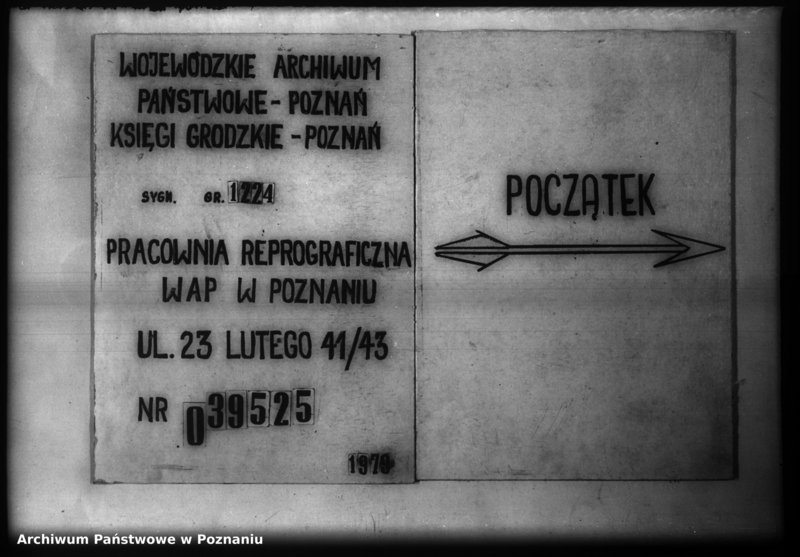 WOJEWÓDZKIE ARCHIWUM
PAŃSTWOWE - POZNAŃ
KSIĘGI GRODZKIE - POZNAŃ
SYGN. GR. 1224
PRACOWNIA REPROGRAFICZNA
WAP W POZNANIU
UL. 23 LUTEGO 41/43
NR 039525
1979
POCZĄTEK
Archiwum Państwowe w Poznaniu